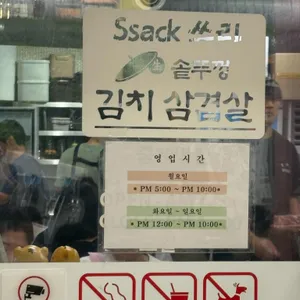 Ssack 쓰리
生 솥뚜껑
김치 삼겹살
영 업 시 간
월요일
* PM 5:00 ~ PM 10:00*
화요일 ~ 일요일
* PM 12:00 ~ PM 10:00*